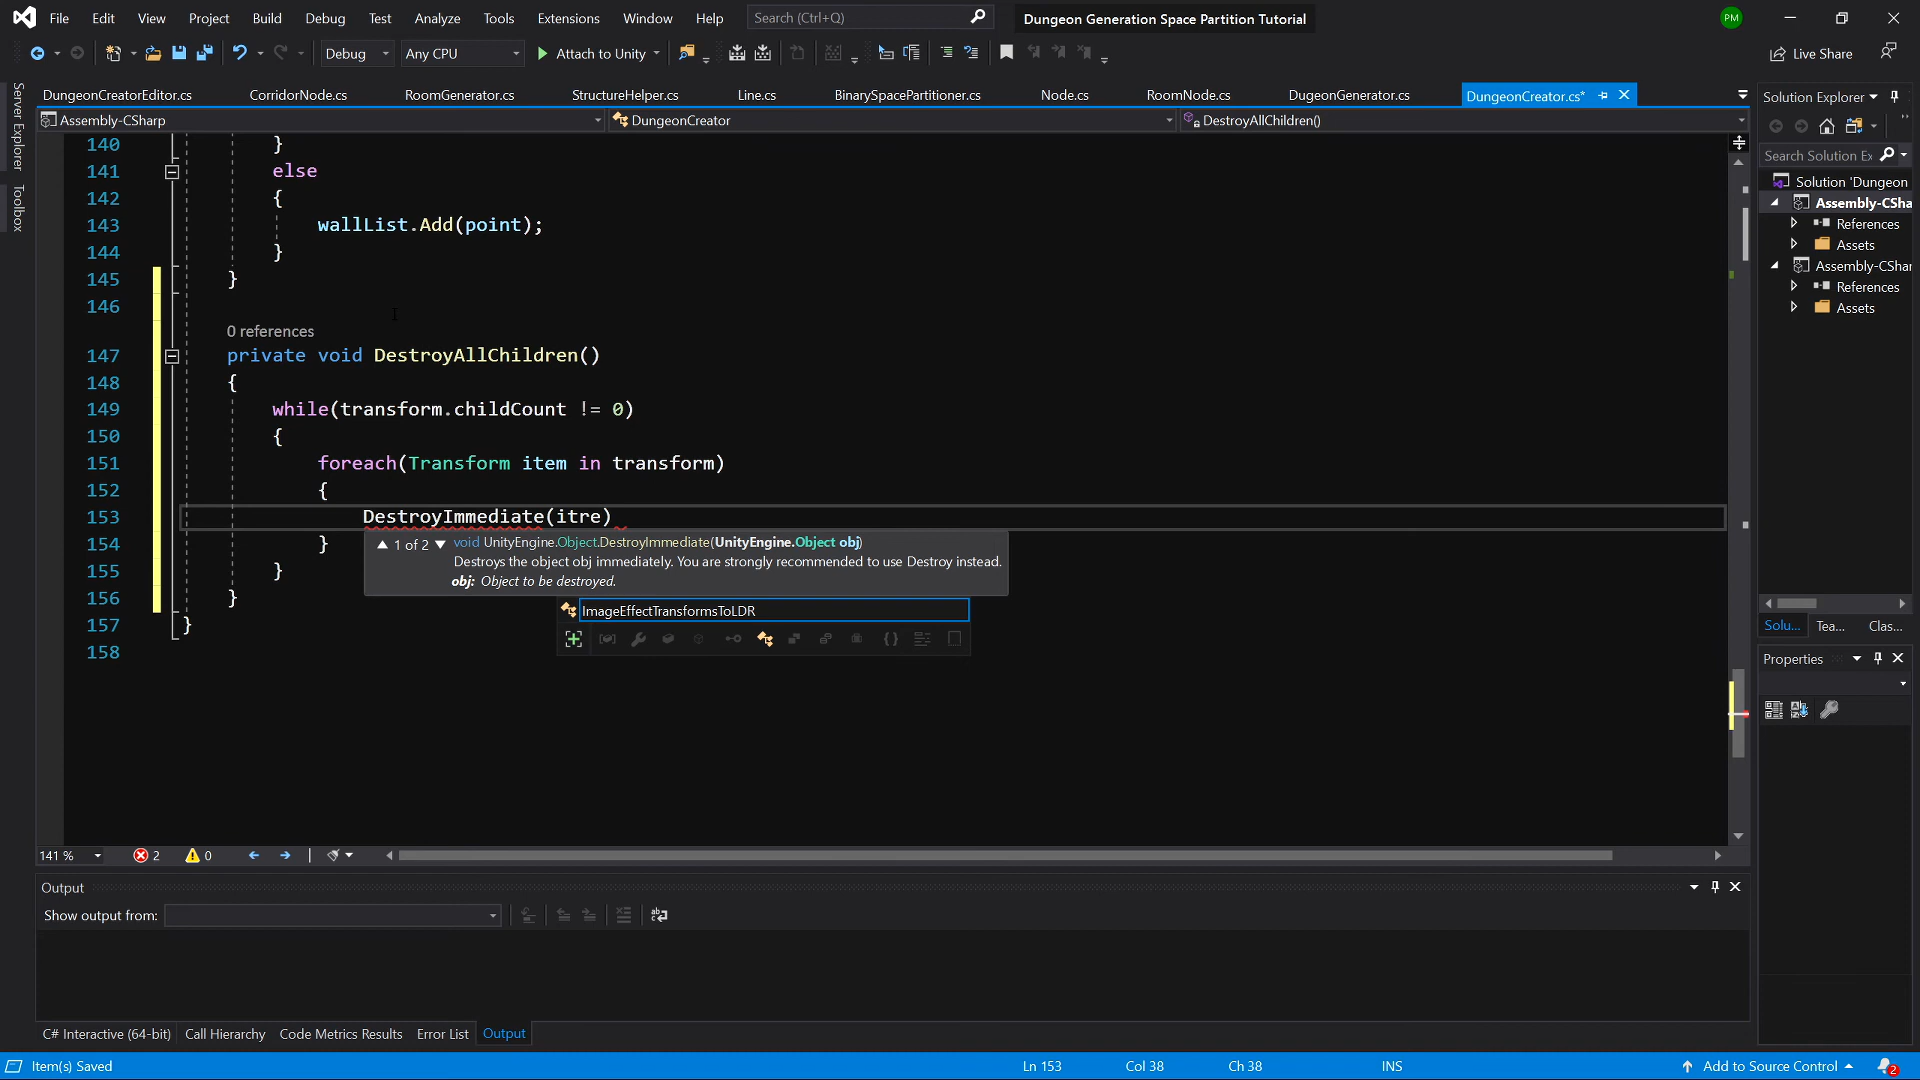 File Edit View Project Build Debug Test Analyze Tools Extensions Window Help Search (Ctrl+Q) Dungeon Generation Space Partition Tutorial PM
Debug Any CPU Attach to Unity Live Share
DungeonCreatorEditor.cs CorridorNode.cs RoomGenerator.cs StructureHelper.cs Line.cs BinarySpacePartitioner.cs Node.cs RoomNode.cs DugeonGenerator.cs DungeonCreator.cs*
Assembly-CSharp DungeonCreator DestroyAllChildren()
Server Explorer
Toolbox
140 }
141 else
142 {
143 wallList.Add(point);
144 }
145 }
146
0 references
147 private void DestroyAllChildren()
148 {
149 while(transform.childCount != 0)
150 {
151 foreach(Transform item in transform)
152 {
153 DestroyImmediate(itre)
154 }
155 }
156 }
157 }
158
1 of 2 void UnityEngine.Object.DestroyImmediate(UnityEngine.Object obj)
Destroys the object obj immediately. You are strongly recommended to use Destroy instead.
obj: Object to be destroyed.
ImageEffectTransformsToLDR
141 % 2 0
Output
Show output from:
C# Interactive (64-bit) Call Hierarchy Code Metrics Results Error List Output
Solution Explorer
Search Solution Ex
Solution 'Dungeon
Assembly-CSha
References
Assets
Assembly-CSha
References
Assets
Solu... Tea... Clas...
Properties
Item(s) Saved Ln 153 Col 38 Ch 38 INS Add to Source Control 2